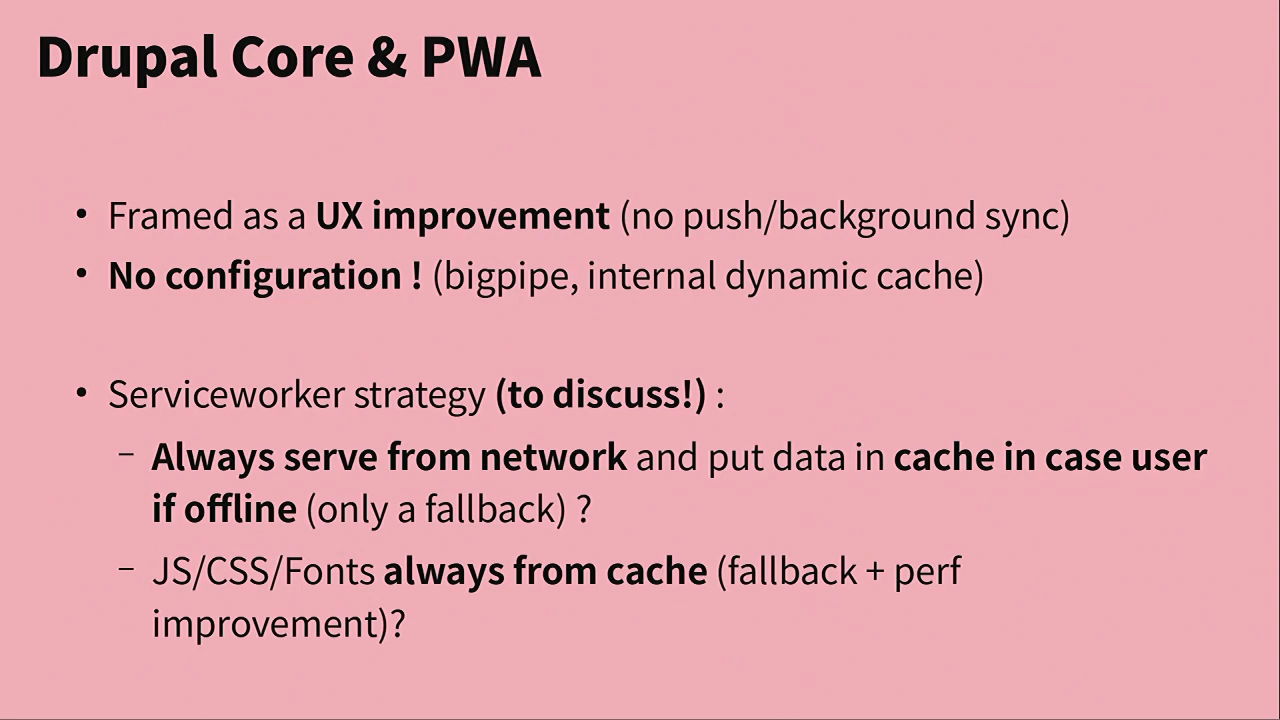 Drupal Core & PWA
• Framed as a UX improvement (no push/background sync)
• No configuration ! (bigpipe, internal dynamic cache)
• Serviceworker strategy (to discuss!) :
– Always serve from network and put data in cache in case user
if offline (only a fallback) ?
– JS/CSS/Fonts always from cache (fallback + perf
improvement)?